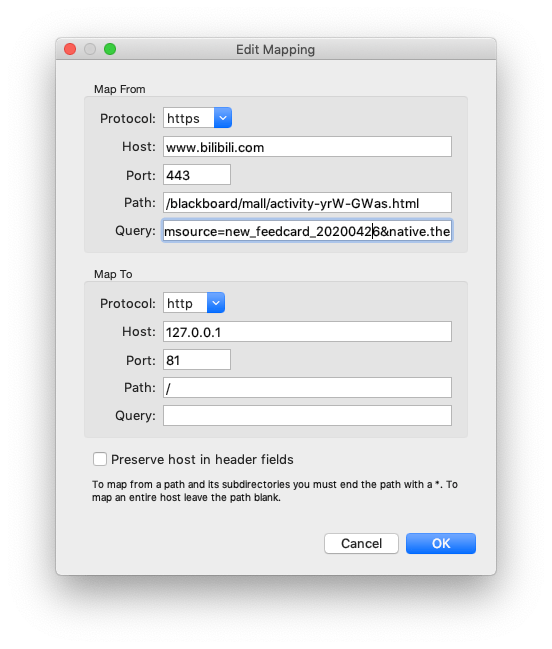 Edit Mapping
Map From
Protocol: https
Host: www.bilibili.com
Port: 443
Path: /blackboard/mall/activity-yrW-GWas.html
Query: msource=new_feedcard_20200426&native.the
Map To
Protocol: http
Host: 127.0.0.1
Port: 81
Path: /
Query:
Preserve host in header fields
To map from a path and its subdirectories you must end the path with a *. To
map an entire host leave the path blank.
Cancel OK